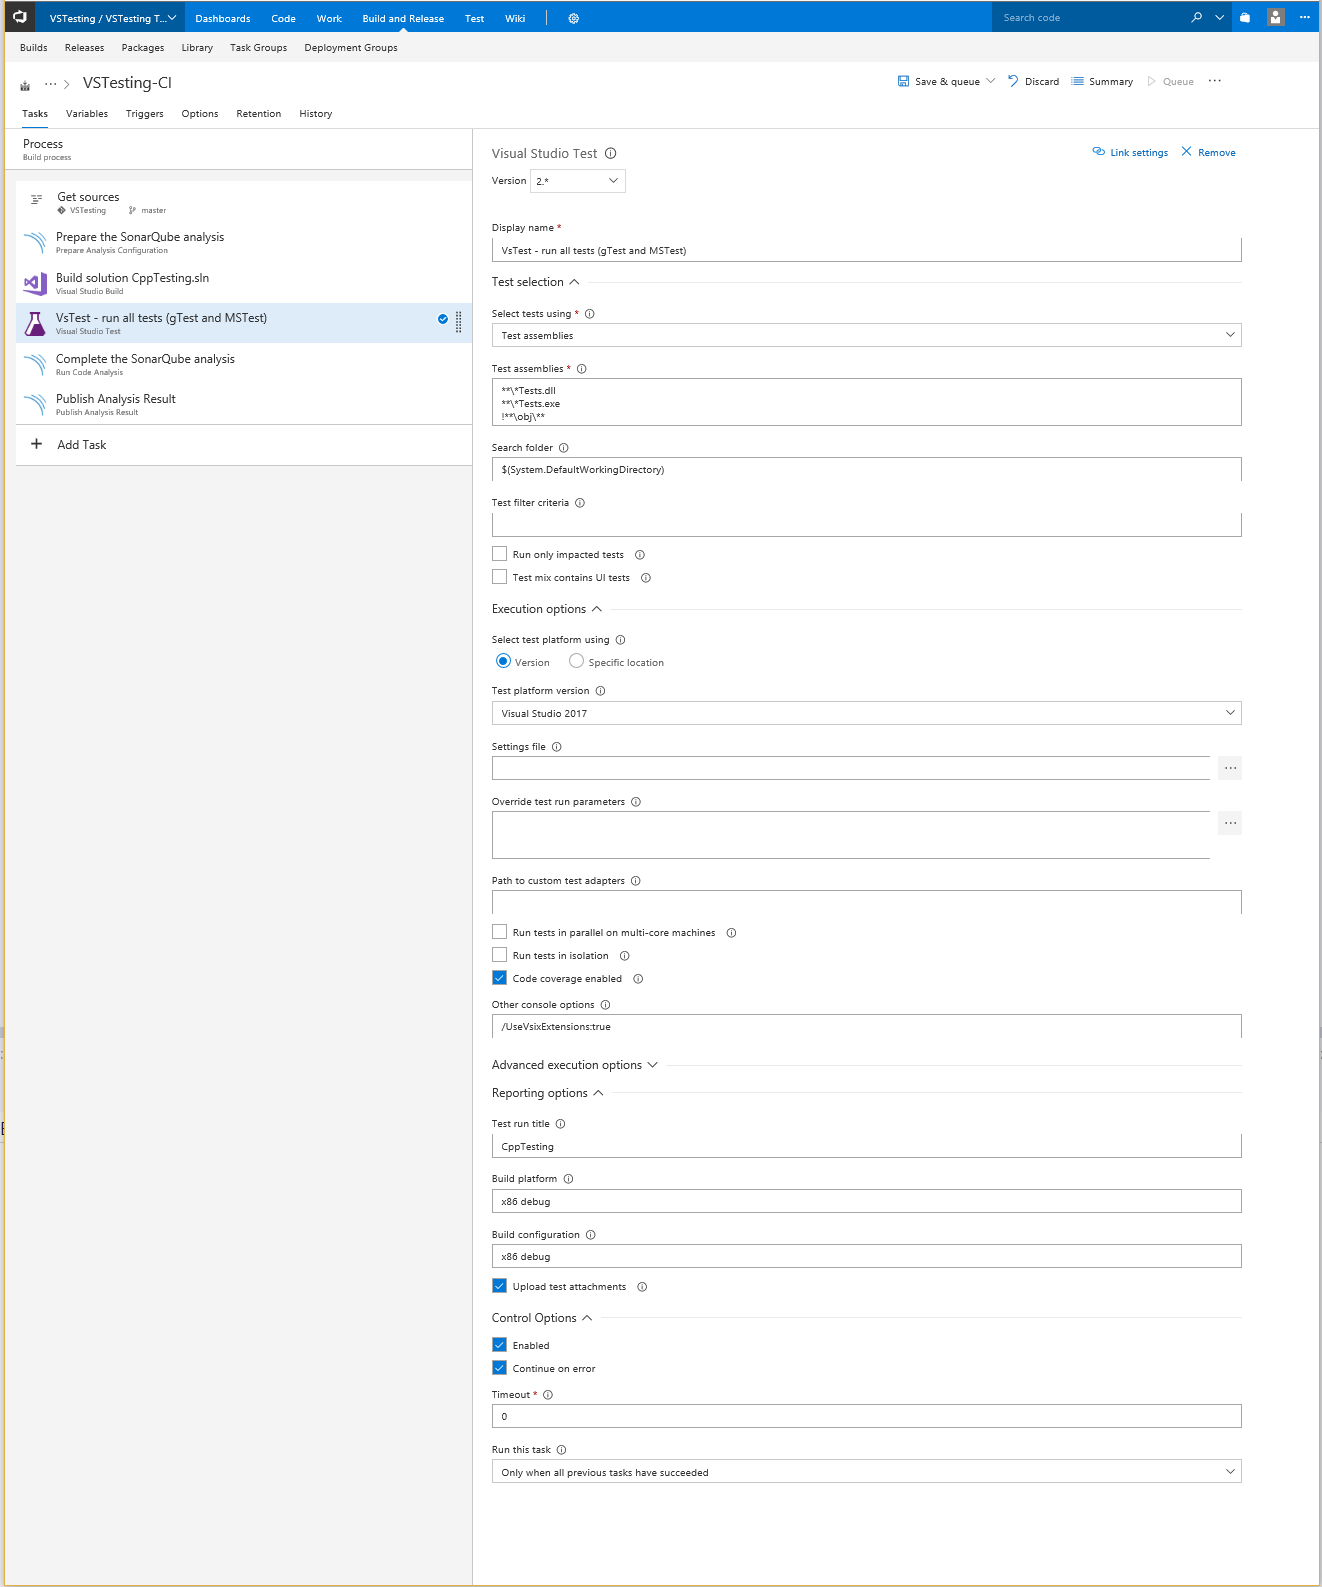 VSTesting / VSTesting T... Dashboards Code Work Build and Release Test Wiki Search code
Builds Releases Packages Library Task Groups Deployment Groups
... VSTesting-CI Save & queue Discard Summary Queue ...
Tasks Variables Triggers Options Retention History
Process
Build process
Get sources
VSTesting master
Prepare the SonarQube analysis
Prepare Analysis Configuration
Build solution CppTesting.sln
Visual Studio Build
VsTest - run all tests (gTest and MSTest)
Visual Studio Test
Complete the SonarQube analysis
Run Code Analysis
Publish Analysis Result
Publish Analysis Result
+ Add Task
Visual Studio Test Link settings Remove
Version 2.*
Display name *
VsTest - run all tests (gTest and MSTest)
Test selection
Select tests using *
Test assemblies
Test assemblies *
**\*Tests.dll
**\*Tests.exe
!**\obj\**
Search folder
$(System.DefaultWorkingDirectory)
Test filter criteria
Run only impacted tests
Test mix contains UI tests
Execution options
Select test platform using
Version Specific location
Test platform version
Visual Studio 2017
Settings file
...
Override test run parameters
...
Path to custom test adapters
Run tests in parallel on multi-core machines
Run tests in isolation
Code coverage enabled
Other console options
/UseVsixExtensions:true
Advanced execution options
Reporting options
Test run title
CppTesting
Build platform
x86 debug
Build configuration
x86 debug
Upload test attachments
Control Options
Enabled
Continue on error
Timeout *
0
Run this task
Only when all previous tasks have succeeded